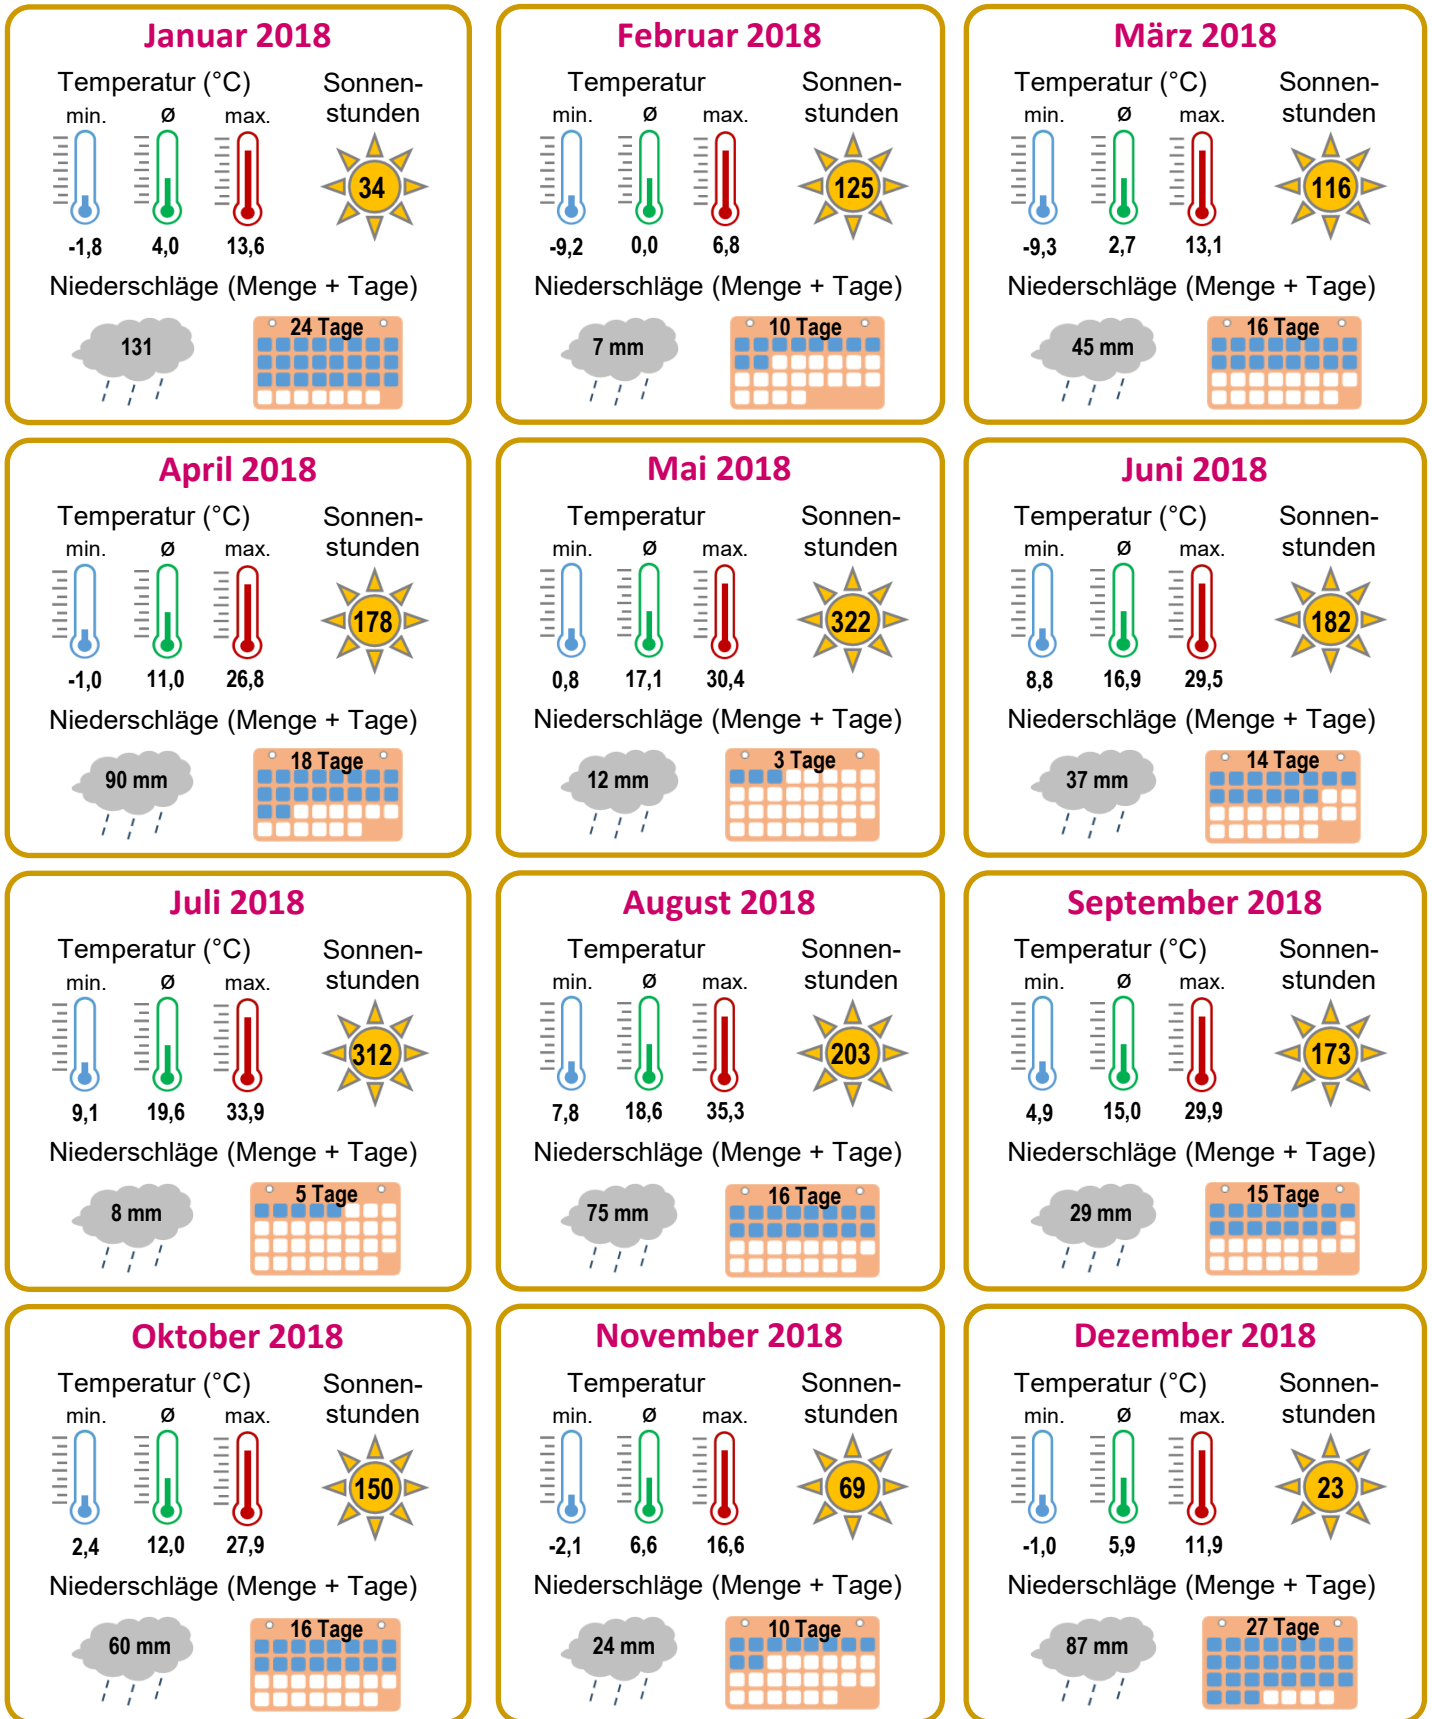 Januar 2018
Temperatur (°C)
Sonnen-
stunden
min.
ø
max.
34
-1,8
4,0
13,6
Niederschläge (Menge + Tage)
131
24 Tage
Februar 2018
Temperatur
Sonnen-
stunden
min.
ø
max.
125
-9,2
0,0
6,8
Niederschläge (Menge + Tage)
7 mm
10 Tage
März 2018
Temperatur (°C)
Sonnen-
stunden
min.
ø
max.
116
-9,3
2,7
13,1
Niederschläge (Menge + Tage)
45 mm
16 Tage
April 2018
Temperatur (°C)
Sonnen-
stunden
min.
ø
max.
178
-1,0
11,0
26,8
Niederschläge (Menge + Tage)
90 mm
18 Tage
Mai 2018
Temperatur
Sonnen-
stunden
min.
ø
max.
322
0,8
17,1
30,4
Niederschläge (Menge + Tage)
12 mm
3 Tage
Juni 2018
Temperatur (°C)
Sonnen-
stunden
min.
ø
max.
182
8,8
16,9
29,5
Niederschläge (Menge + Tage)
37 mm
14 Tage
Juli 2018
Temperatur (°C)
Sonnen-
stunden
min.
ø
max.
312
9,1
19,6
33,9
Niederschläge (Menge + Tage)
8 mm
5 Tage
August 2018
Temperatur
Sonnen-
stunden
min.
ø
max.
203
7,8
18,6
35,3
Niederschläge (Menge + Tage)
75 mm
16 Tage
September 2018
Temperatur (°C)
Sonnen-
stunden
min.
ø
max.
173
4,9
15,0
29,9
Niederschläge (Menge + Tage)
29 mm
15 Tage
Oktober 2018
Temperatur (°C)
Sonnen-
stunden
min.
ø
max.
150
2,4
12,0
27,9
Niederschläge (Menge + Tage)
60 mm
16 Tage
November 2018
Temperatur
Sonnen-
stunden
min.
ø
max.
69
-2,1
6,6
16,6
Niederschläge (Menge + Tage)
24 mm
10 Tage
Dezember 2018
Temperatur (°C)
Sonnen-
stunden
min.
ø
max.
23
-1,0
5,9
11,9
Niederschläge (Menge + Tage)
87 mm
27 Tage